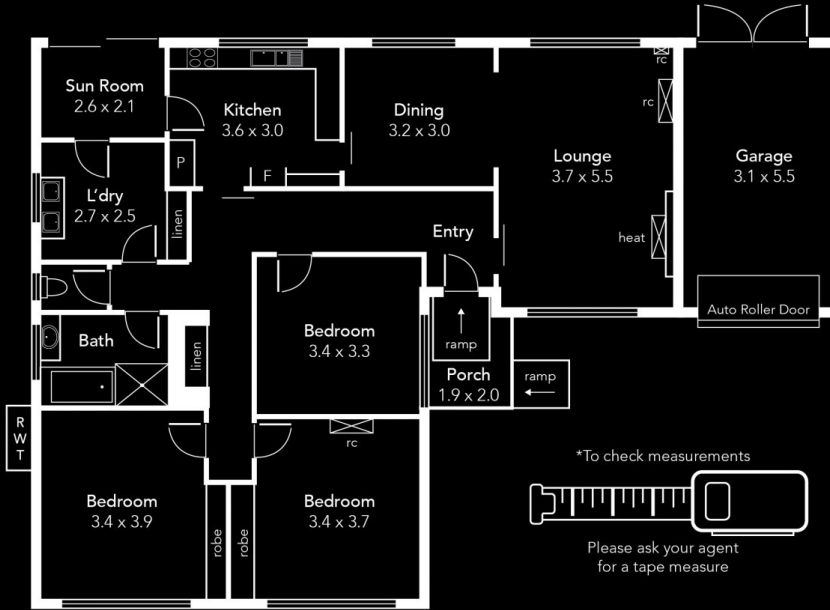 Sun Room
2.6 x 2.1
Kitchen
3.6 x 3.0
Dining
3.2 x 3.0
rc
rc
Lounge
3.7 x 5.5
Garage
3.1 x 5.5
P
F
L'dry
2.7 x 2.5
linen
Entry
heat
Auto Roller Door
Bath
linen
Bedroom
3.4 x 3.3
ramp
Porch
1.9 x 2.0
ramp
R
W
T
rc
Bedroom
3.4 x 3.9
robe
robe
Bedroom
3.4 x 3.7
*To check measurements
Please ask your agent
for a tape measure